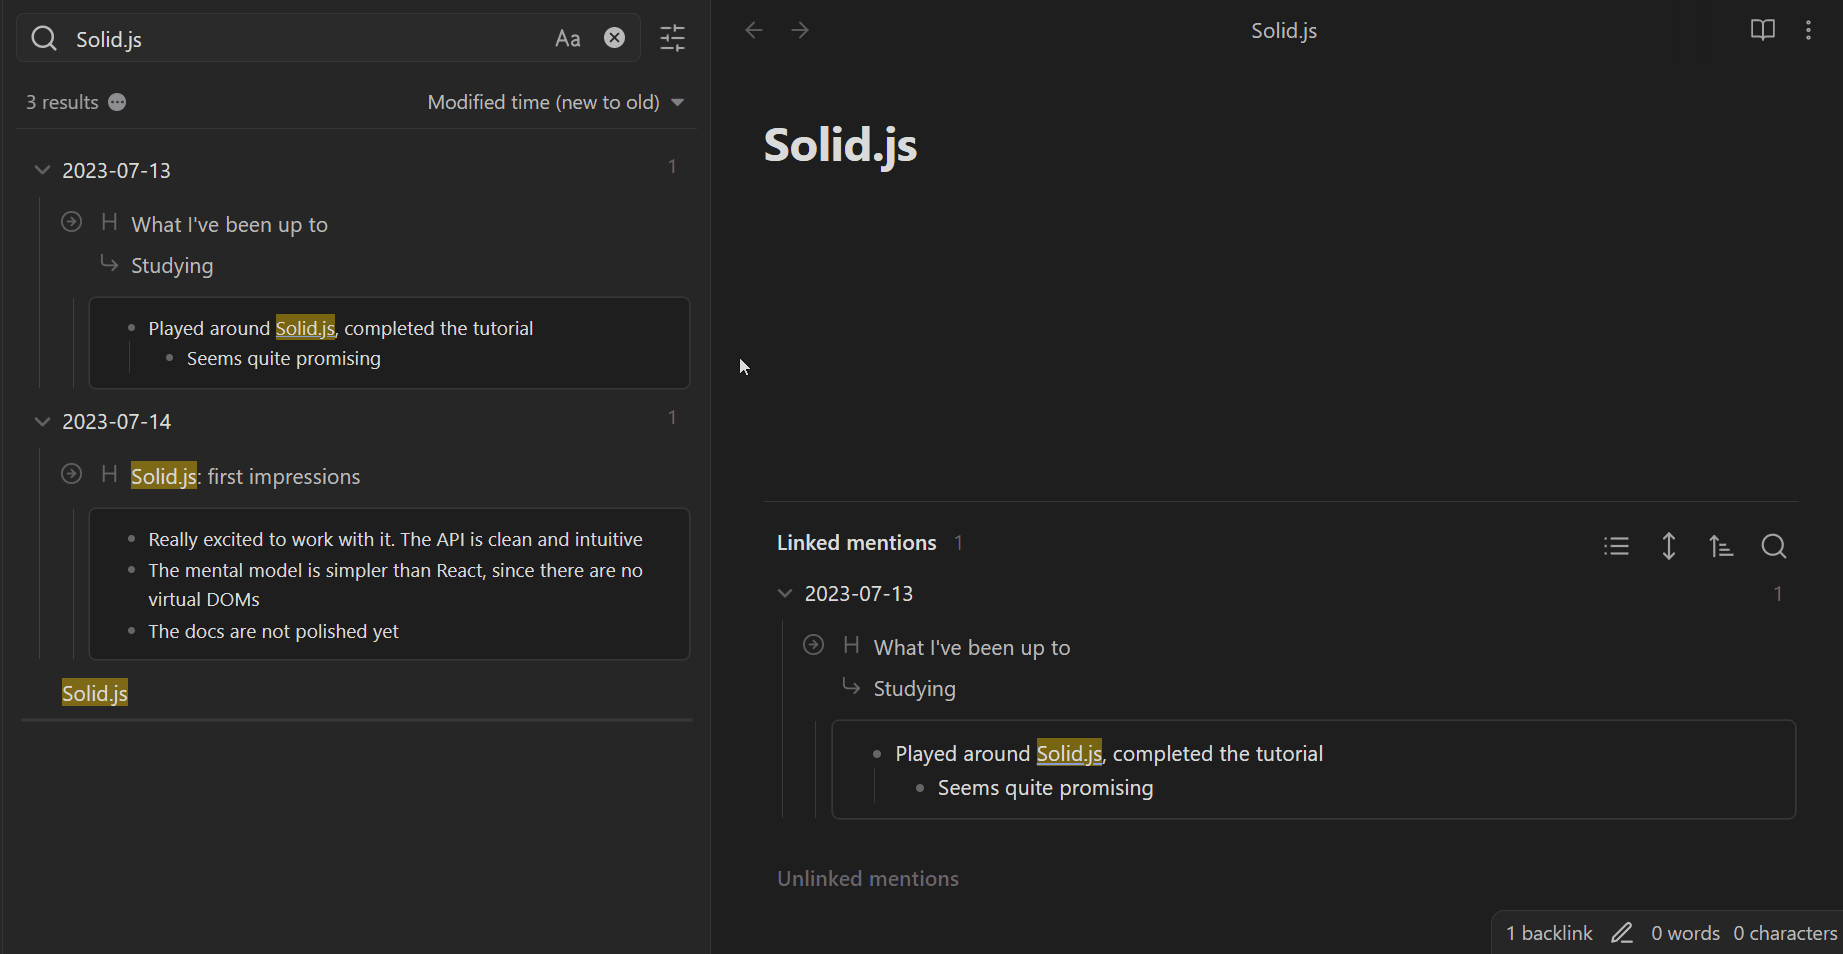 Solid.js
Aa
3 results
Modified time (new to old)
2023-07-13
1
H What I've been up to
Studying
Played around Solid.js, completed the tutorial
Seems quite promising
2023-07-14
1
H Solid.js: first impressions
Really excited to work with it. The API is clean and intuitive
The mental model is simpler than React, since there are no
virtual DOMs
The docs are not polished yet
Solid.js
Solid.js
Solid.js
Linked mentions 1
2023-07-13
1
H What I've been up to
Studying
Played around Solid.js, completed the tutorial
Seems quite promising
Unlinked mentions
1 backlink 0 words 0 characters